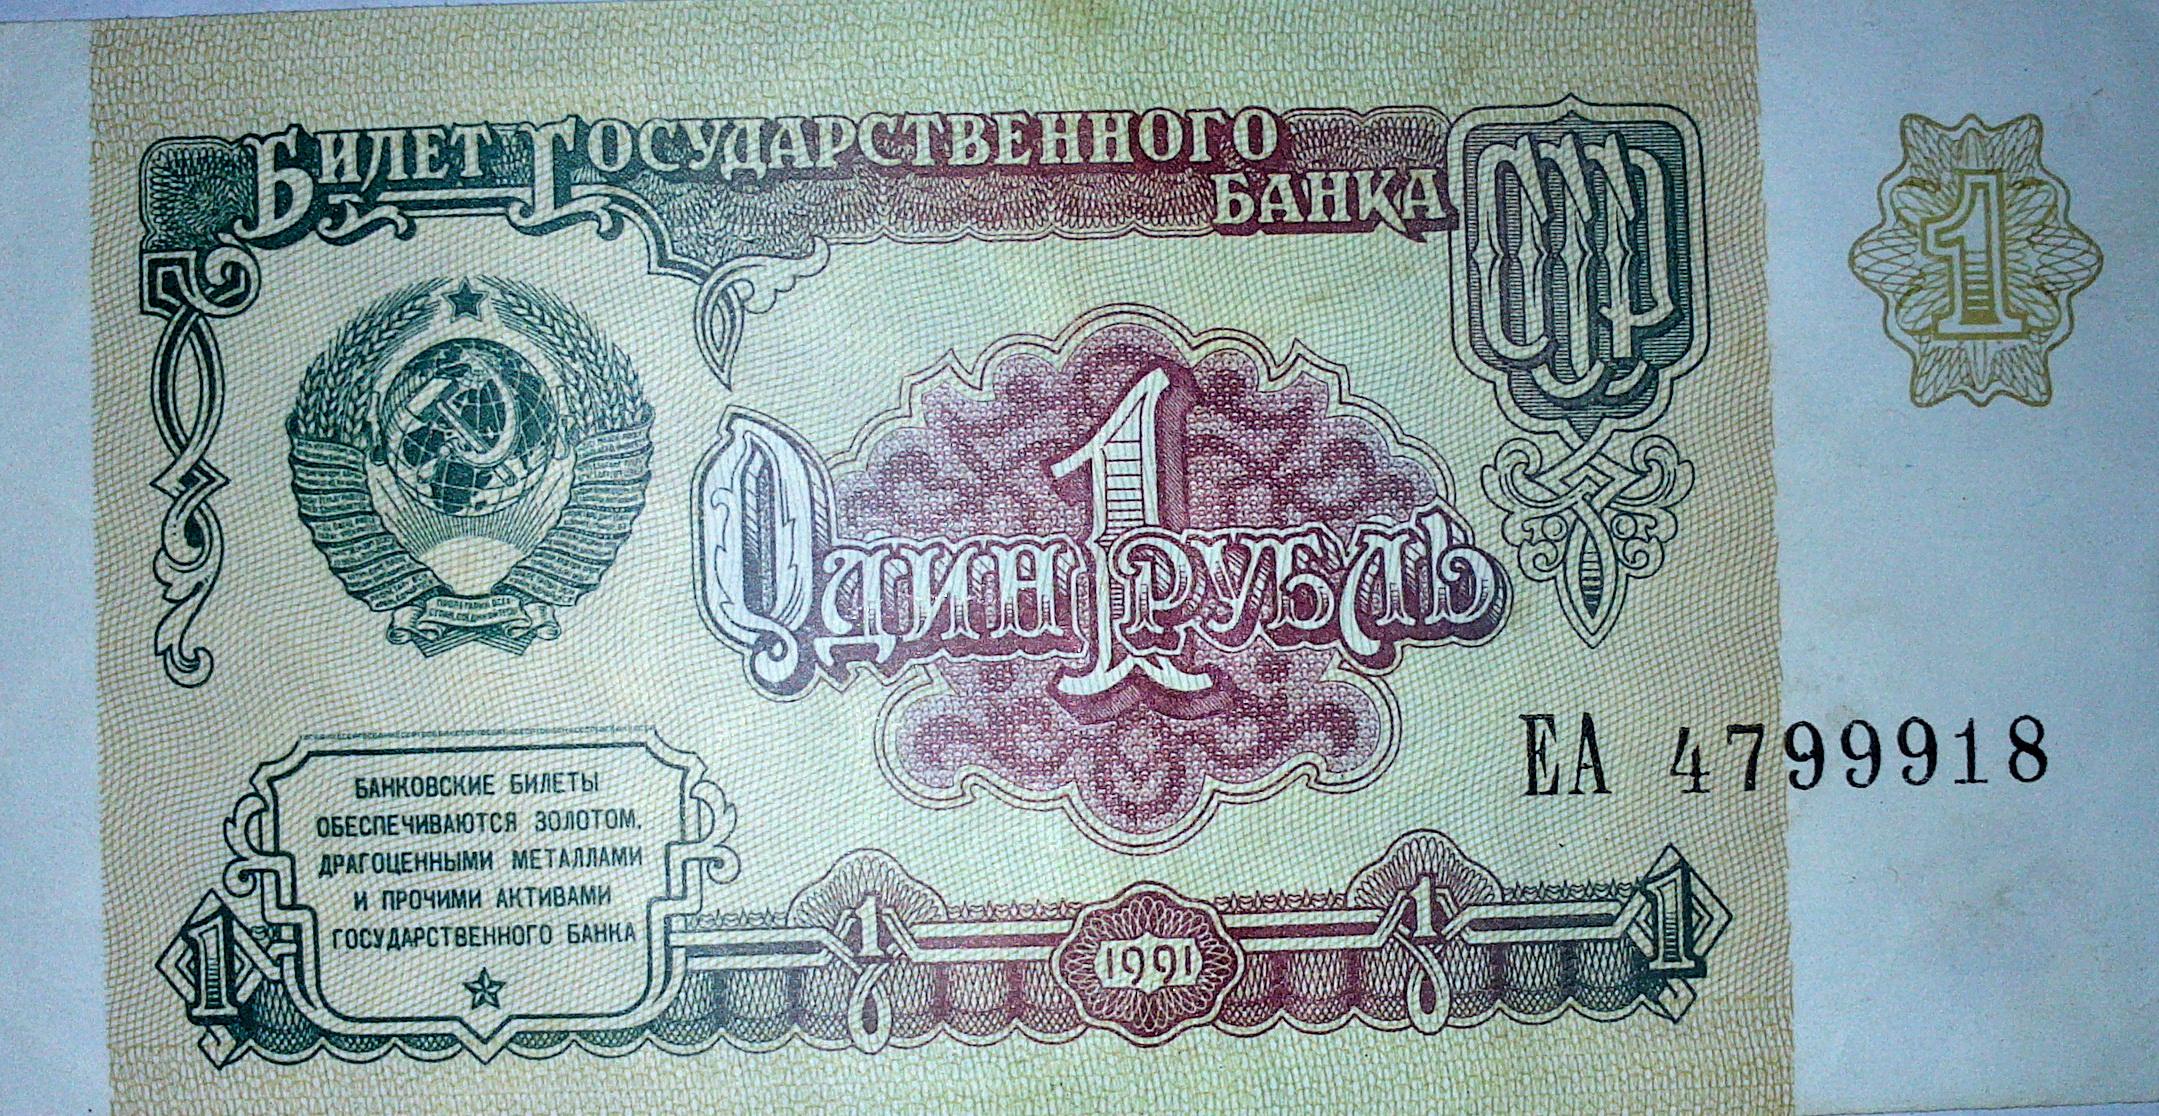 БИЛЕТ ГОСУДАРСТВЕННОГО
БАНКА
СССР
1
1
ОДИН РУБЛЬ
ЕА 4799918
БАНКОВСКИЕ БИЛЕТЫ
ОБЕСПЕЧИВАЮТСЯ ЗОЛОТОМ,
ДРАГОЦЕННЫМИ МЕТАЛЛАМИ
И ПРОЧИМИ АКТИВАМИ
ГОСУДАРСТВЕННОГО БАНКА
1 1 1 1
1991